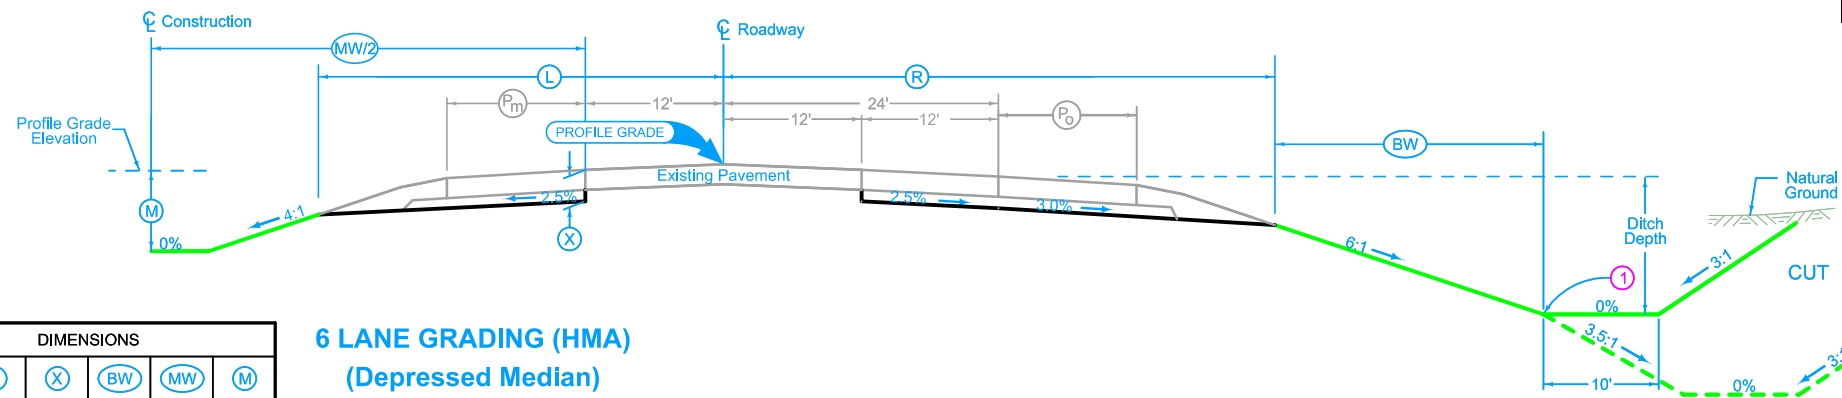 ℄ Construction
℄ Roadway
MW/2
L
R
Pm
12'
24'
Po
12'
12'
Profile Grade
Elevation
PROFILE GRADE
BW
Existing Pavement
Natural
Ground
2.5%
2.5%
3.0%
M
4:1
X
0%
Ditch
Depth
6:1
1
3:1
CUT
0%
3.5:1
10'
0%
DIMENSIONS
X
BW
MW
M
6 LANE GRADING (HMA)
(Depressed Median)